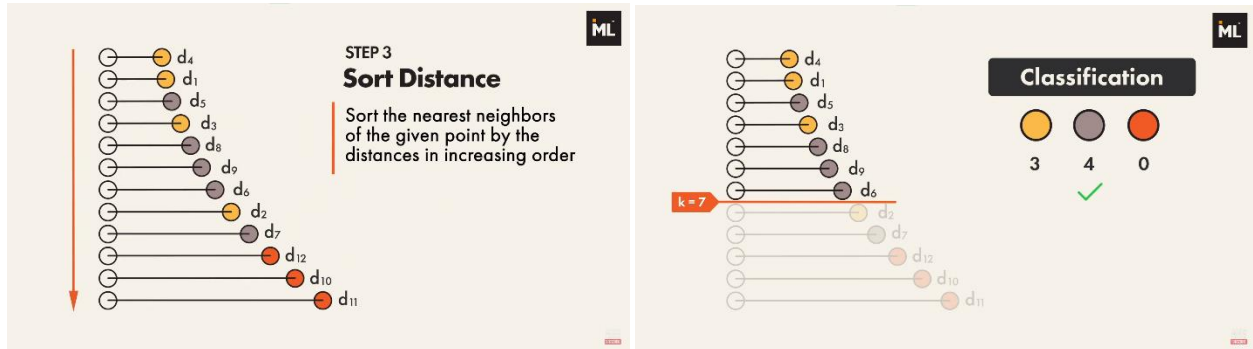 ML
STEP 3
Sort Distance
Sort the nearest neighbors
of the given point by the
distances in increasing order
d₄
d₁
d₅
d₃
d₈
d₉
d₆
d₂
d₇
d₁₂
d₁₀
d₁₁
ML
d₄
d₁
d₅
d₃
d₈
d₉
d₆
k = 7
d₂
d₇
d₁₂
d₁₀
d₁₁
Classification
3 4 0